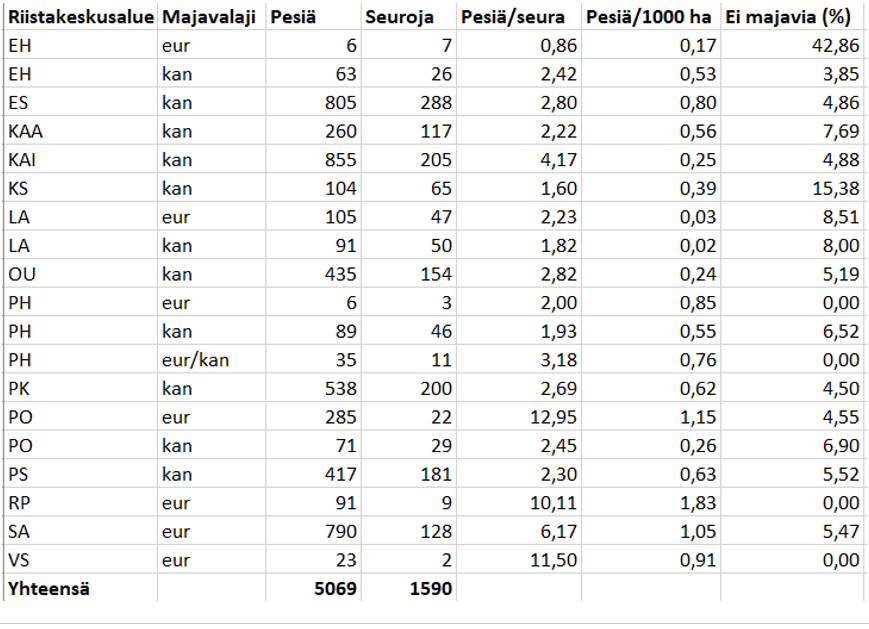 Riistakeskusalue Majavalaji Pesiä Seuroja Pesiä/seura Pesiä/1000 ha Ei majavia (%)
EH eur 6 7 0,86 0,17 42,86
EH kan 63 26 2,42 0,53 3,85
ES kan 805 288 2,80 0,80 4,86
KAA kan 260 117 2,22 0,56 7,69
KAI kan 855 205 4,17 0,25 4,88
KS kan 104 65 1,60 0,39 15,38
LA eur 105 47 2,23 0,03 8,51
LA kan 91 50 1,82 0,02 8,00
OU kan 435 154 2,82 0,24 5,19
PH eur 6 3 2,00 0,85 0,00
PH kan 89 46 1,93 0,55 6,52
PH eur/kan 35 11 3,18 0,76 0,00
PK kan 538 200 2,69 0,62 4,50
PO eur 285 22 12,95 1,15 4,55
PO kan 71 29 2,45 0,26 6,90
PS kan 417 181 2,30 0,63 5,52
RP eur 91 9 10,11 1,83 0,00
SA eur 790 128 6,17 1,05 5,47
VS eur 23 2 11,50 0,91 0,00
Yhteensä 5069 1590